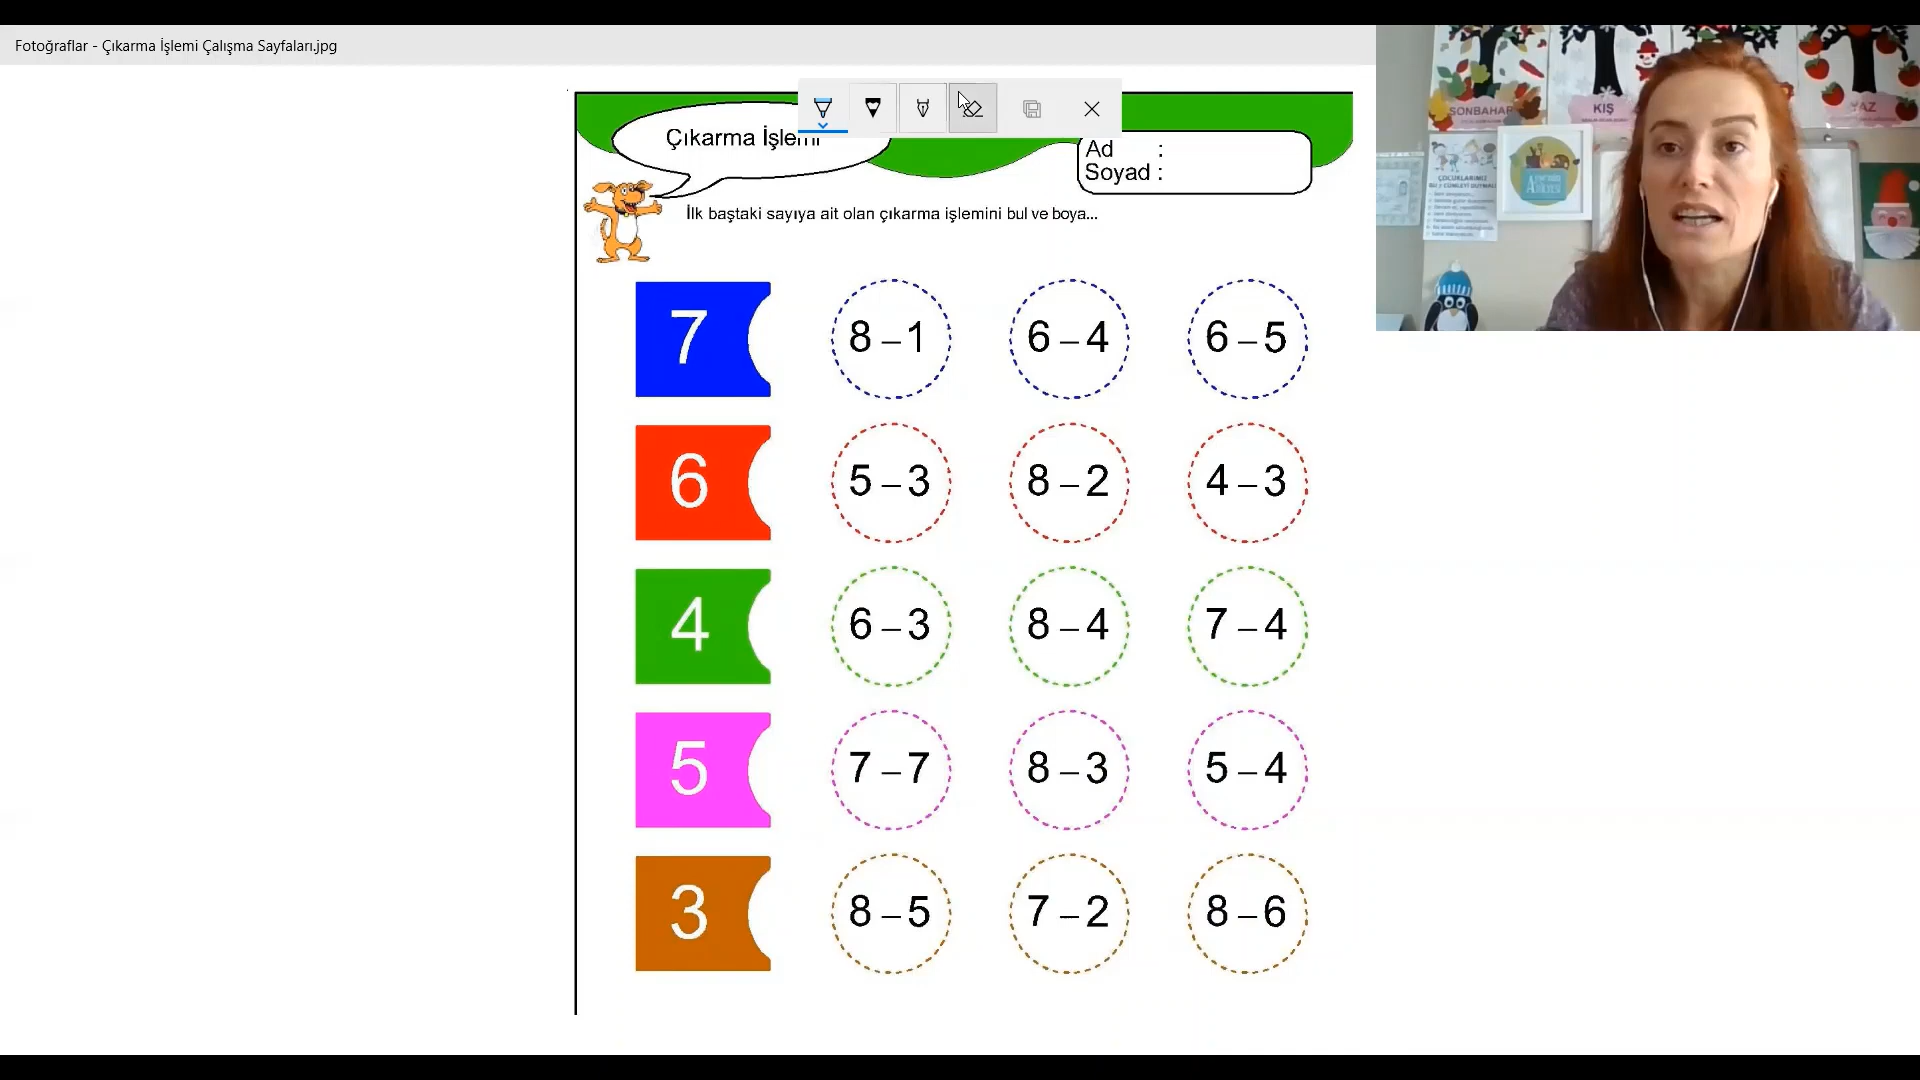 Fotoğraflar - Çıkarma İşlemi Çalışma Sayfaları.jpg
Çıkarma İşlemi
Ad :
Soyad :
İlk baştaki sayıya ait olan çıkarma işlemini bul ve boya...
7 8 – 1 6 – 4 6 – 5
6 5 – 3 8 – 2 4 – 3
4 6 – 3 8 – 4 7 – 4
5 7 – 7 8 – 3 5 – 4
3 8 – 5 7 – 2 8 – 6
SONBAHAR
KIŞ
YAZ
ÇOCUKLARINIZ